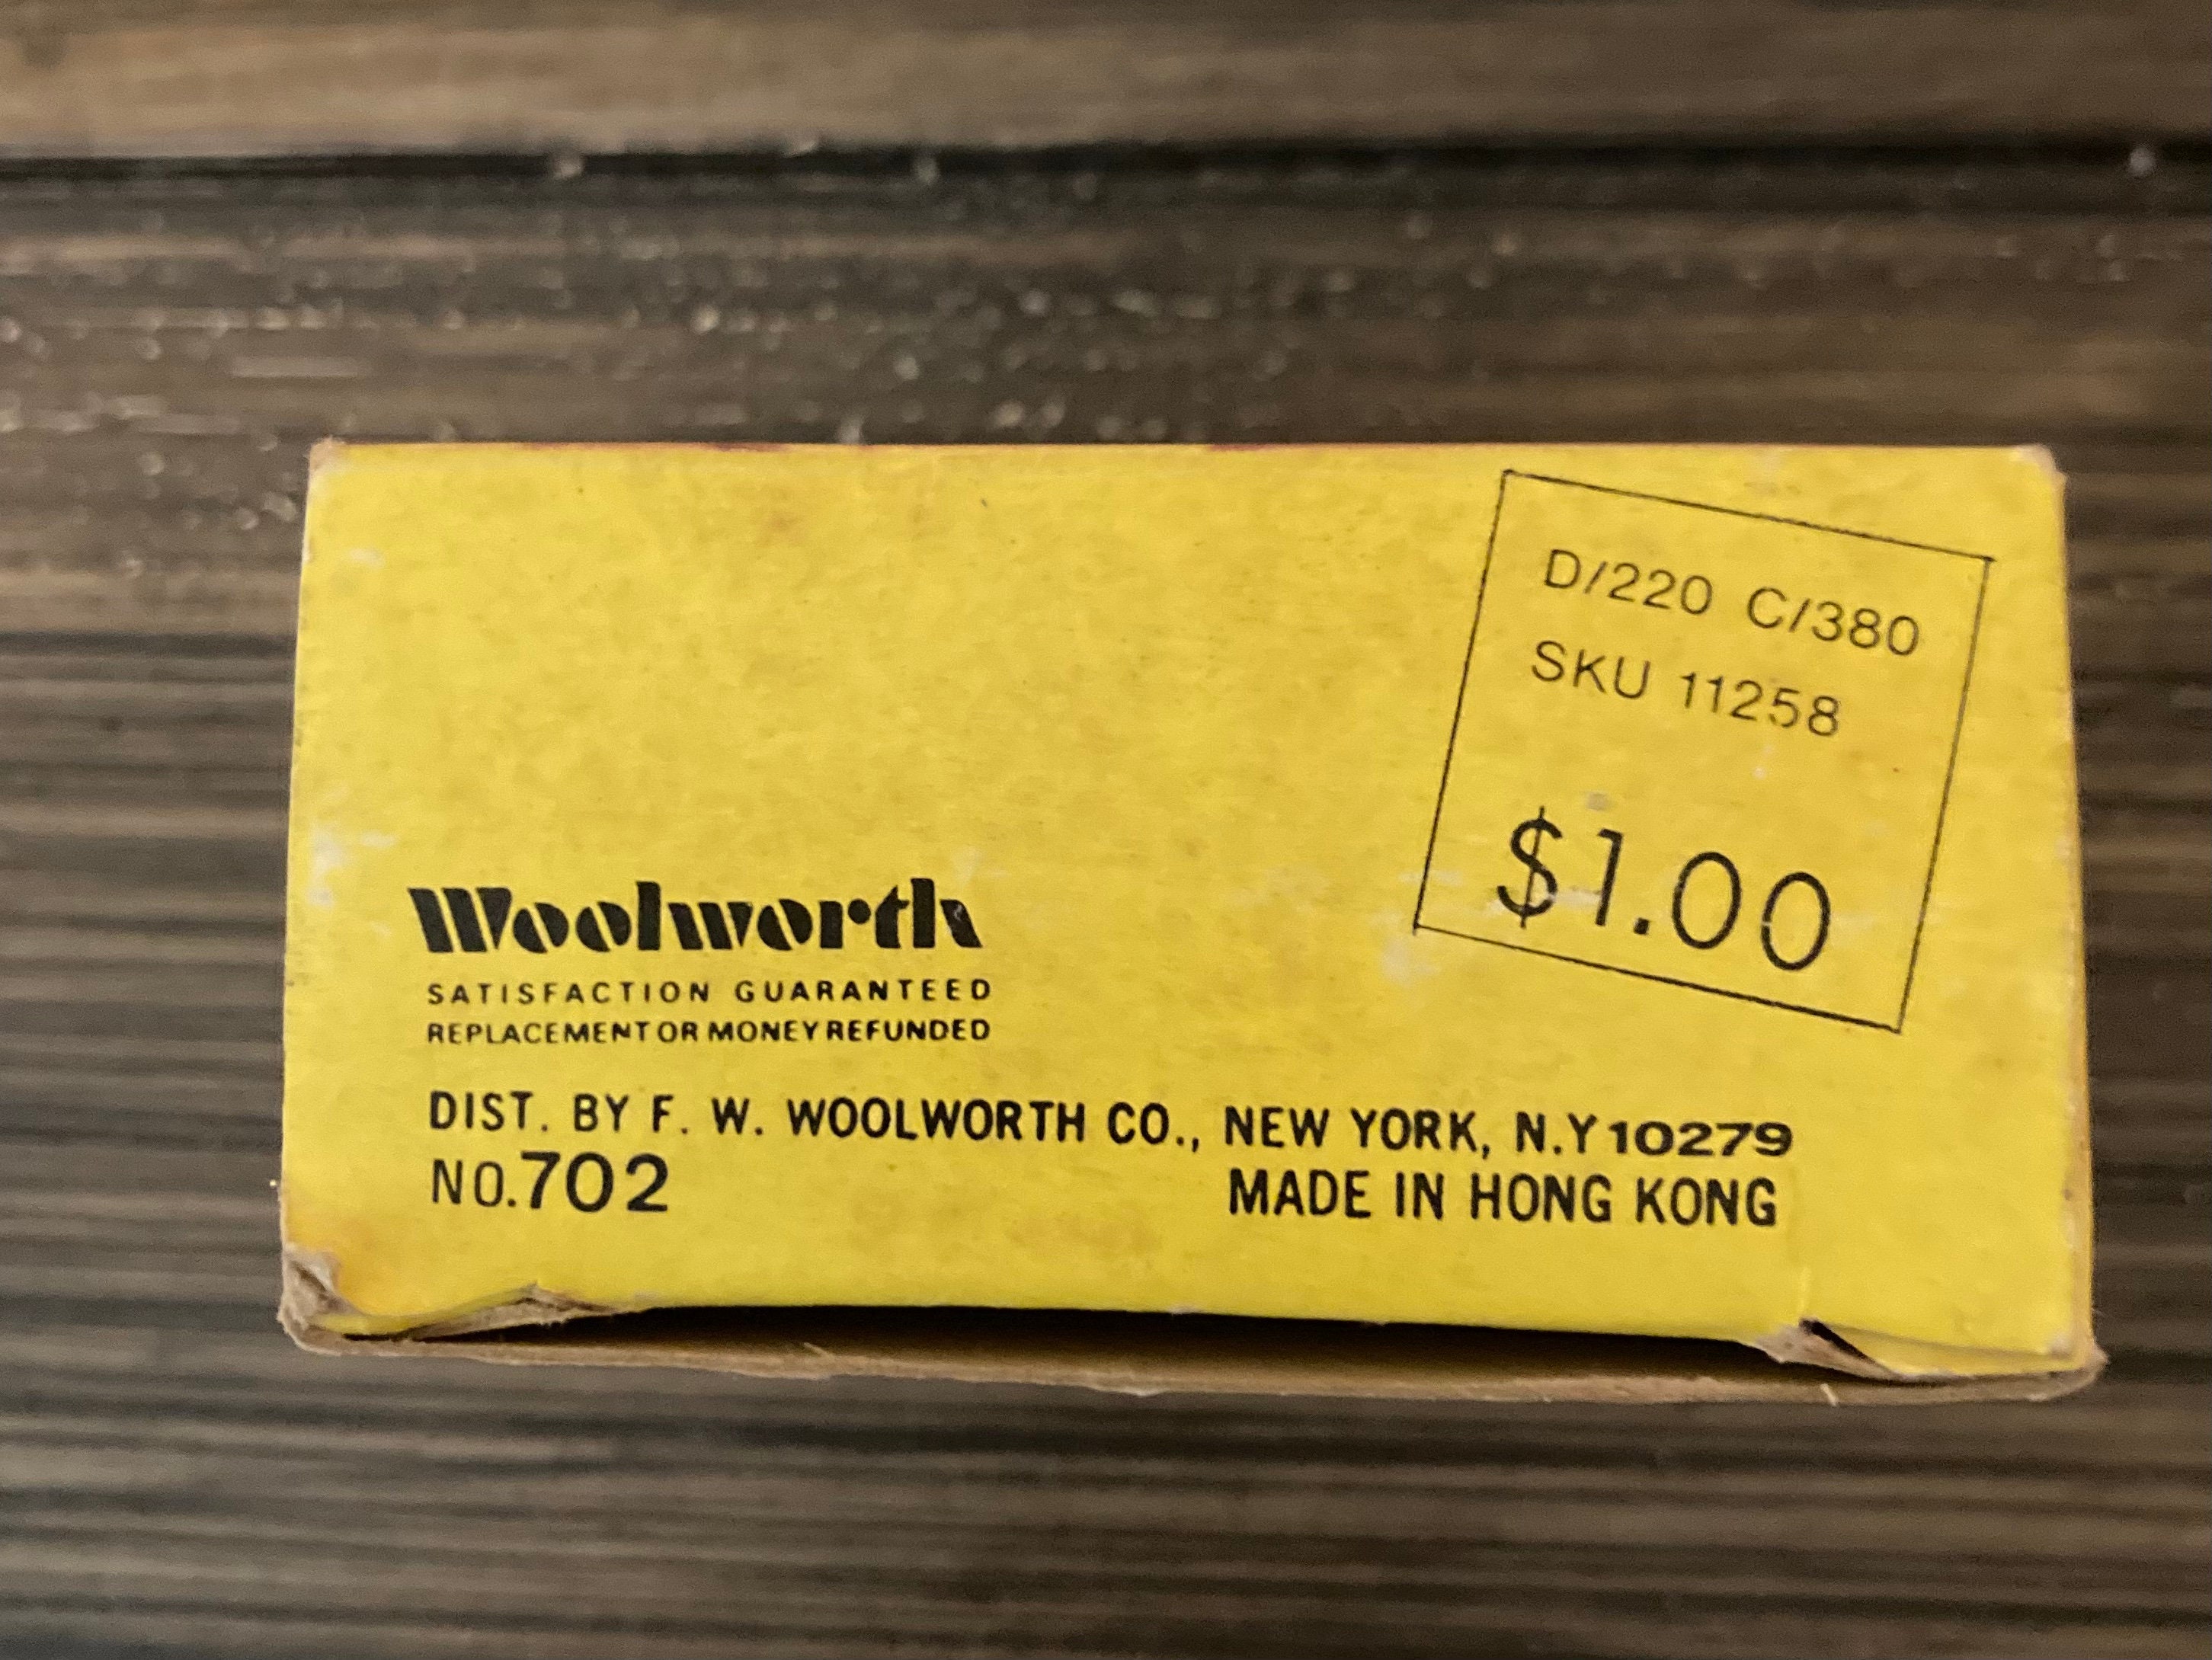 D/220 C/380
SKU 11258
$1.00
Woolworth
SATISFACTION GUARANTEED
REPLACEMENT OR MONEY REFUNDED
DIST. BY F. W. WOOLWORTH CO., NEW YORK, N.Y 10279
NO. 702
MADE IN HONG KONG